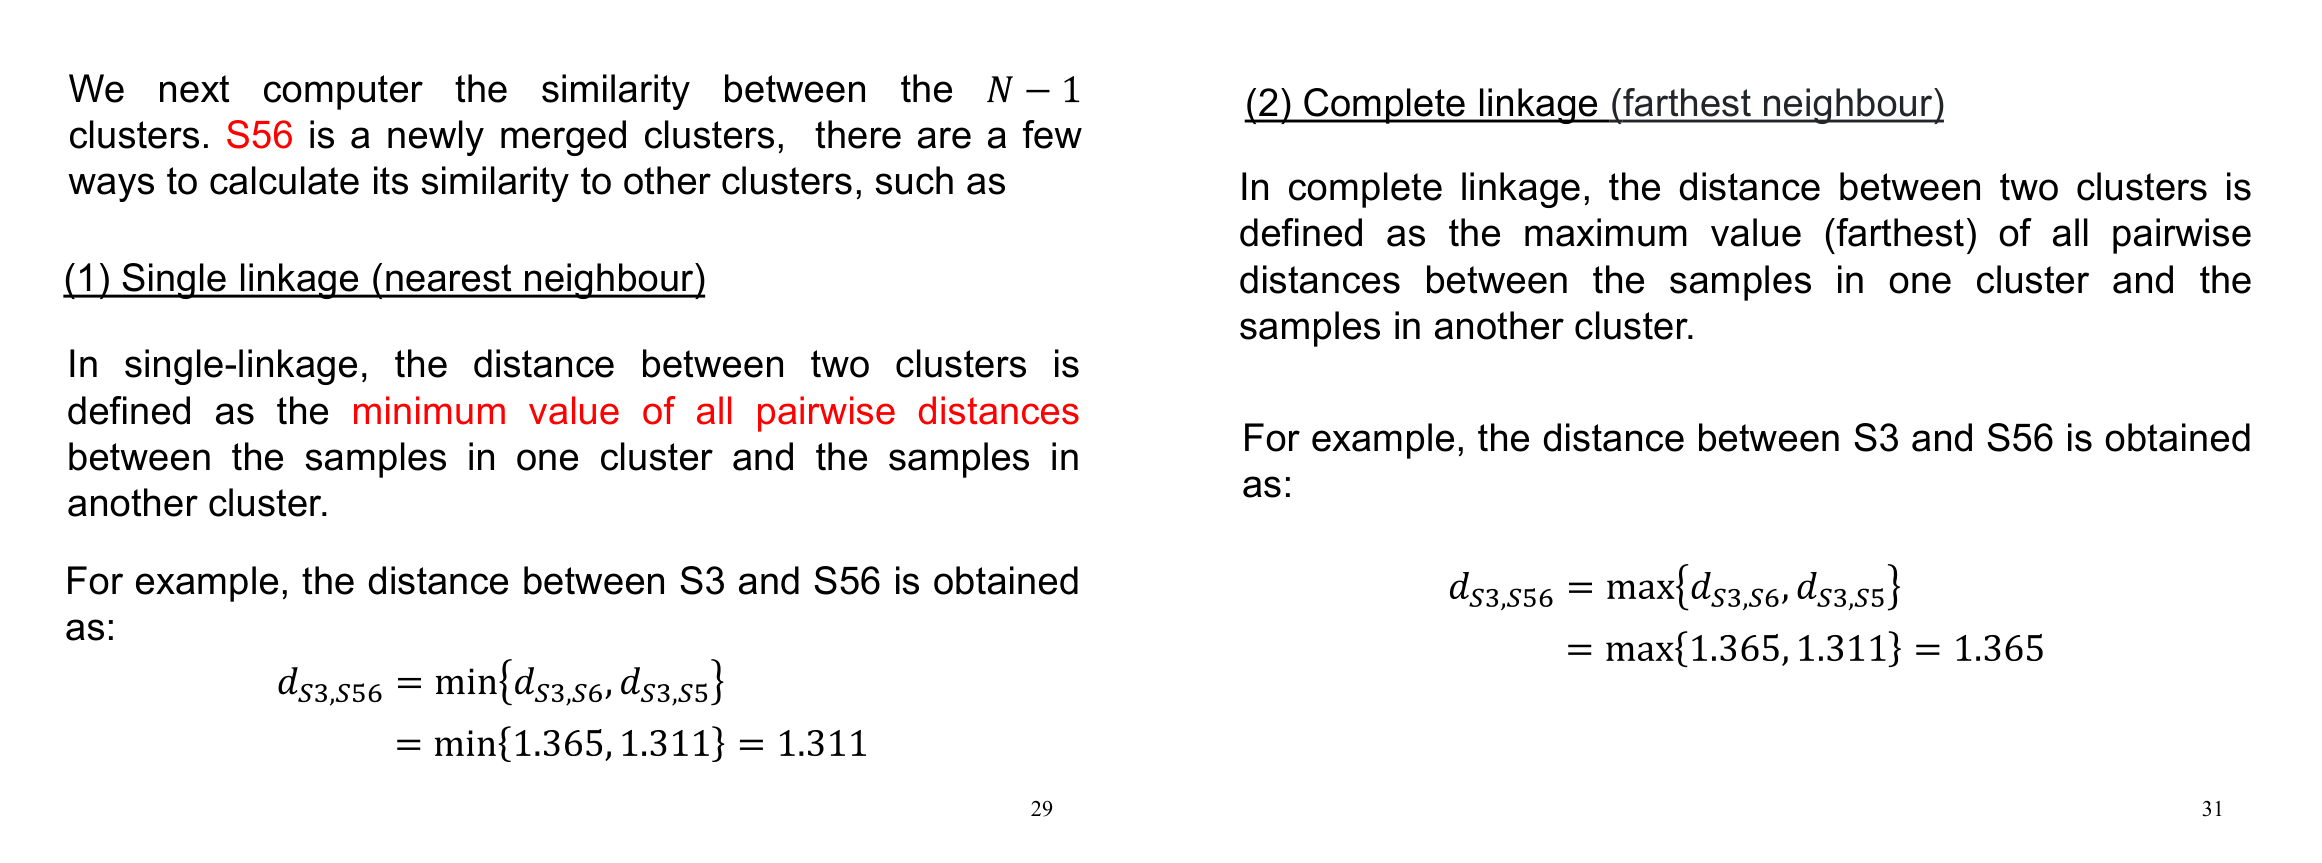 We next computer the similarity between the N − 1
clusters. S56 is a newly merged clusters, there are a few
ways to calculate its similarity to other clusters, such as
(1) Single linkage (nearest neighbour)
In single-linkage, the distance between two clusters is
defined as the minimum value of all pairwise distances
between the samples in one cluster and the samples in
another cluster.
For example, the distance between S3 and S56 is obtained
as:
d_{S3,S56} = min{d_{S3,S6}, d_{S3,S5}}
= min{1.365, 1.311} = 1.311
29
(2) Complete linkage (farthest neighbour)
In complete linkage, the distance between two clusters is
defined as the maximum value (farthest) of all pairwise
distances between the samples in one cluster and the
samples in another cluster.
For example, the distance between S3 and S56 is obtained
as:
d_{S3,S56} = max{d_{S3,S6}, d_{S3,S5}}
= max{1.365, 1.311} = 1.365
31